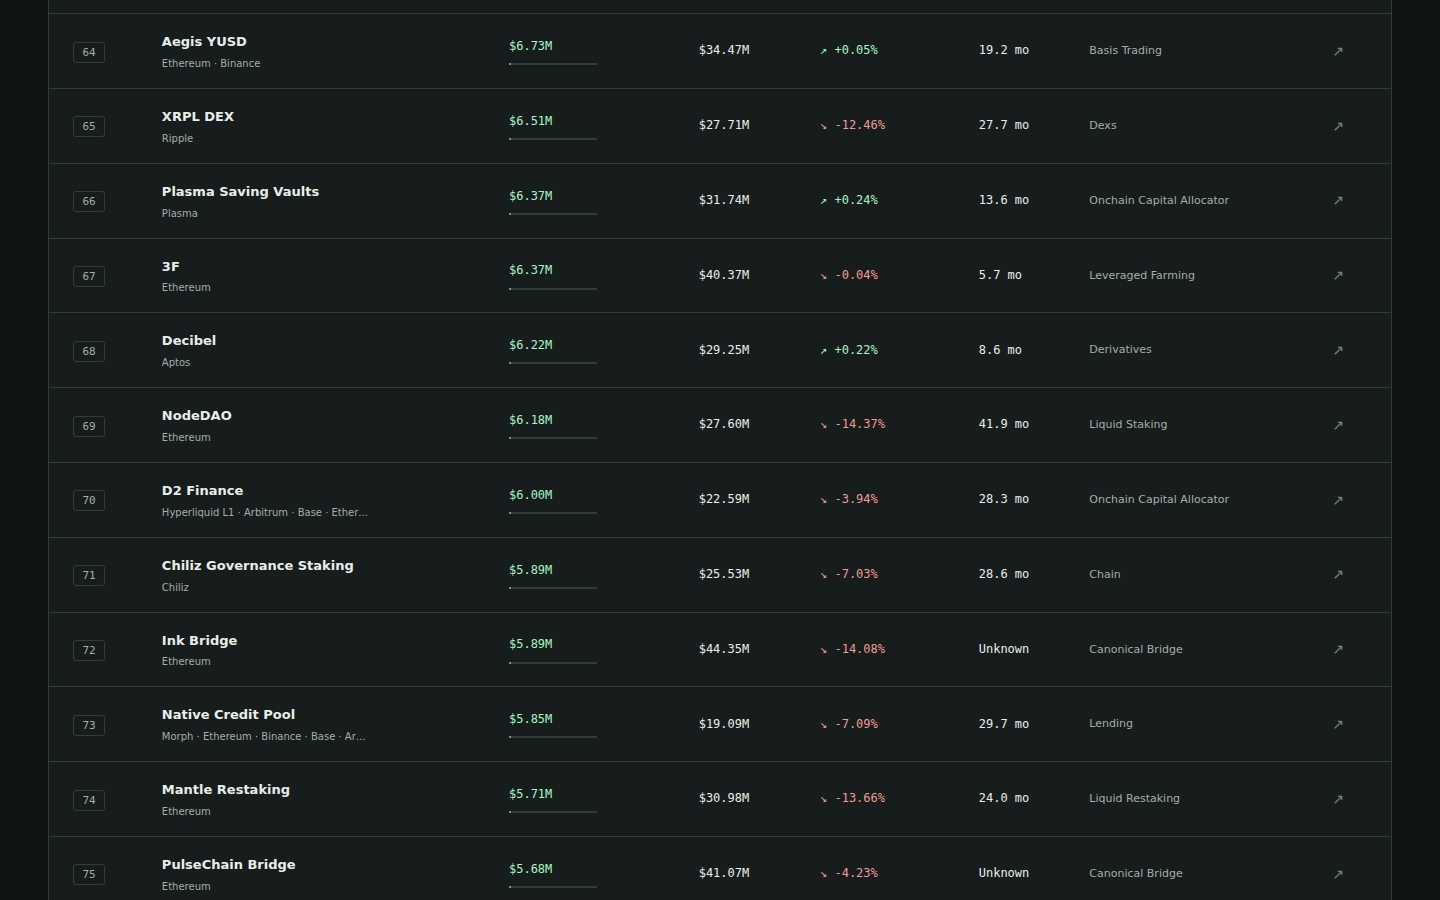 64 Aegis YUSD $6.73M $34.47M ↗ +0.05% 19.2 mo Basis Trading ↗
Ethereum · Binance
65 XRPL DEX $6.51M $27.71M ↘ -12.46% 27.7 mo Dexs ↗
Ripple
66 Plasma Saving Vaults $6.37M $31.74M ↗ +0.24% 13.6 mo Onchain Capital Allocator ↗
Plasma
67 3F $6.37M $40.37M ↘ -0.04% 5.7 mo Leveraged Farming ↗
Ethereum
68 Decibel $6.22M $29.25M ↗ +0.22% 8.6 mo Derivatives ↗
Aptos
69 NodeDAO $6.18M $27.60M ↘ -14.37% 41.9 mo Liquid Staking ↗
Ethereum
70 D2 Finance $6.00M $22.59M ↘ -3.94% 28.3 mo Onchain Capital Allocator ↗
Hyperliquid L1 · Arbitrum · Base · Ether...
71 Chiliz Governance Staking $5.89M $25.53M ↘ -7.03% 28.6 mo Chain ↗
Chiliz
72 Ink Bridge $5.89M $44.35M ↘ -14.08% Unknown Canonical Bridge ↗
Ethereum
73 Native Credit Pool $5.85M $19.09M ↘ -7.09% 29.7 mo Lending ↗
Morph · Ethereum · Binance · Base · Ar...
74 Mantle Restaking $5.71M $30.98M ↘ -13.66% 24.0 mo Liquid Restaking ↗
Ethereum
75 PulseChain Bridge $5.68M $41.07M ↘ -4.23% Unknown Canonical Bridge ↗
Ethereum